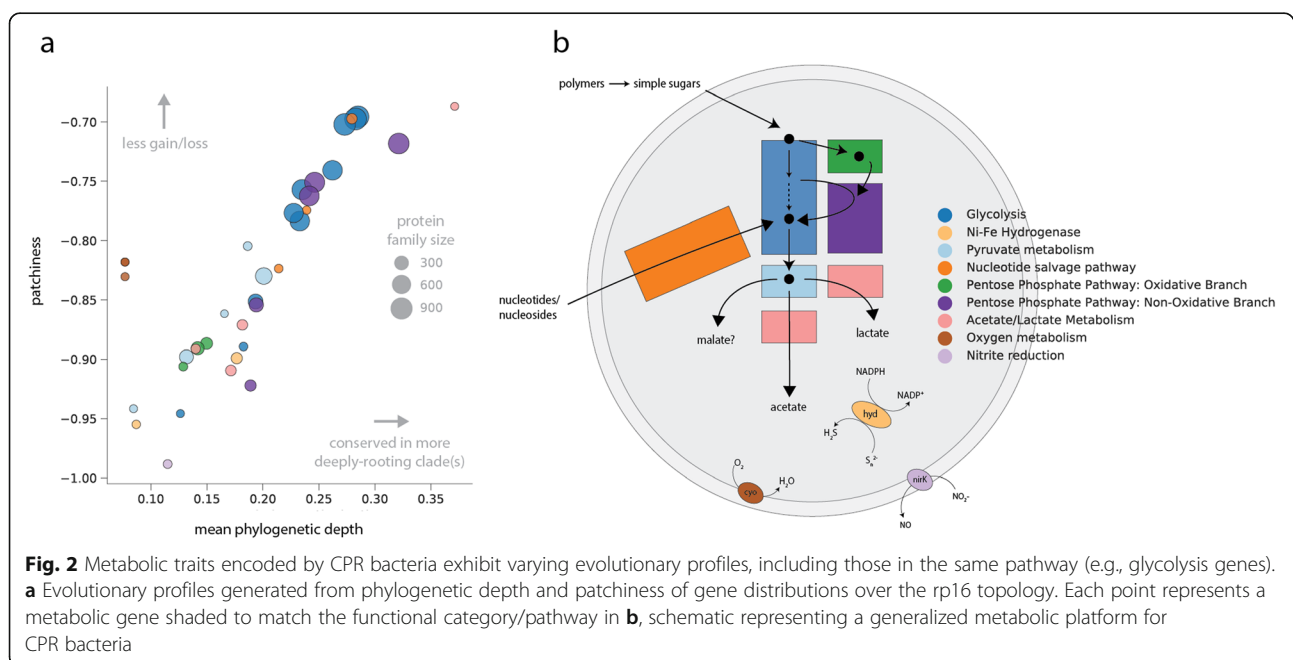 a
less gain/loss
patchiness
−0.70
−0.75
−0.80
−0.85
−0.90
−0.95
−1.00
protein
family size
300
600
900
conserved in more
deeply-rooting clade(s)
0.10 0.15 0.20 0.25 0.30 0.35
mean phylogenetic depth
b
polymers → simple sugars
nucleotides/
nucleosides
malate?
lactate
acetate
NADPH
NADP⁺
hyd
H₂S
Sₙ²⁻
O₂
H₂O
cyo
nirK
NO₂-
NO
Glycolysis
Ni-Fe Hydrogenase
Pyruvate metabolism
Nucleotide salvage pathway
Pentose Phosphate Pathway: Oxidative Branch
Pentose Phosphate Pathway: Non-Oxidative Branch
Acetate/Lactate Metabolism
Oxygen metabolism
Nitrite reduction
Fig. 2 Metabolic traits encoded by CPR bacteria exhibit varying evolutionary profiles, including those in the same pathway (e.g., glycolysis genes).
a Evolutionary profiles generated from phylogenetic depth and patchiness of gene distributions over the rp16 topology. Each point represents a
metabolic gene shaded to match the functional category/pathway in b, schematic representing a generalized metabolic platform for
CPR bacteria